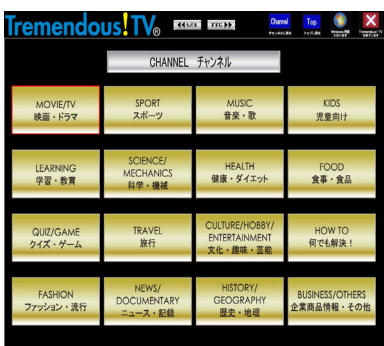 Tremendous!TV®
Channel
Top
CHANNEL チャンネル
MOVIE/TV
映画・ドラマ
SPORT
スポーツ
MUSIC
音楽・歌
KIDS
児童向け
LEARNING
学習・教育
SCIENCE/
MECHANICS
科学・機械
HEALTH
健康・ダイエット
FOOD
食事・食品
QUIZ/GAME
クイズ・ゲーム
TRAVEL
旅行
CULTURE/HOBBY/
ENTERTAINMENT
文化・趣味・芸能
HOW TO
何でも解決！
FASHION
ファッション・流行
NEWS/
DOCUMENTARY
ニュース・記録
HISTORY/
GEOGRAPHY
歴史・地理
BUSINESS/OTHERS
企業商品情報・その他